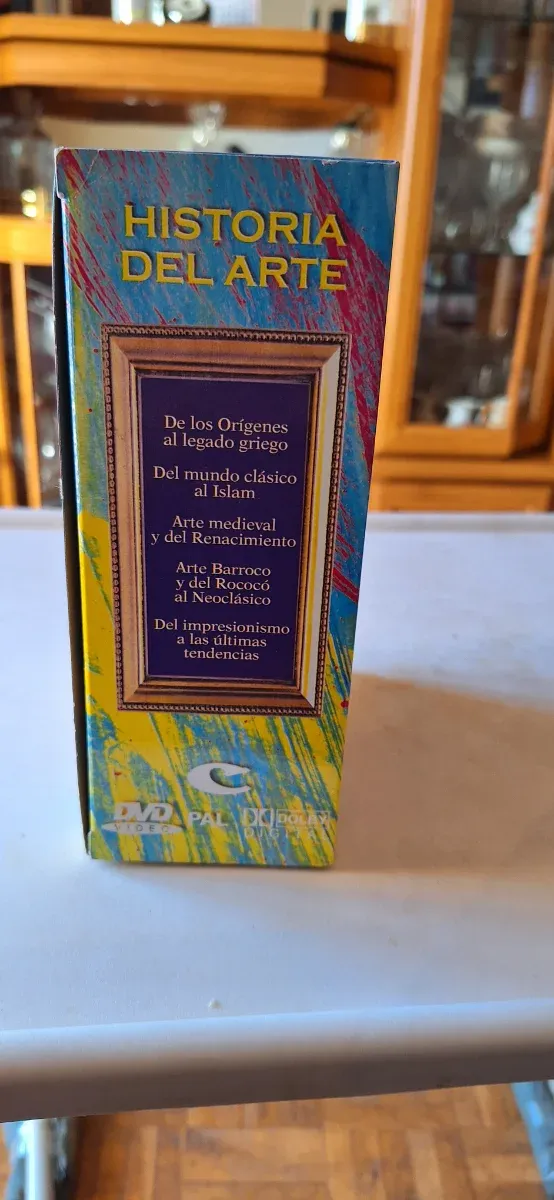 HISTORIA
DEL ARTE
De los Orígenes
al legado griego
Del mundo clásico
al Islam
Arte medieval
y del Renacimiento
Arte Barroco
y del Rococó
al Neoclásico
Del impresionismo
a las últimas
tendencias
DVD PAL DOLBY
VIDEO DIGITAL